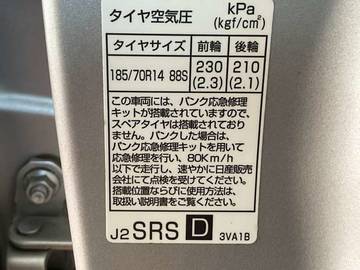 タイヤ空気圧 kPa
(kgf/cm²)
タイヤサイズ 前輪 後輪
185/70R14 88S 230 210
(2.3) (2.1)
この車両には、パンク応急修理
キットが搭載されていますので、
スペアタイヤは搭載されており
ません。パンクした場合は、
パンク応急修理キットを用いて
応急修理を行い、80Km/h
以下で走行し、速やかに日産販売
会社にて点検を受けてください。
搭載位置ならびに使用方法は、
取扱い説明書をご覧ください。
J2 SRS D 3VA1B